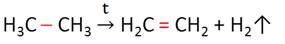 H₃C − CH₃ →ᵗ H₂C = CH₂ + H₂↑